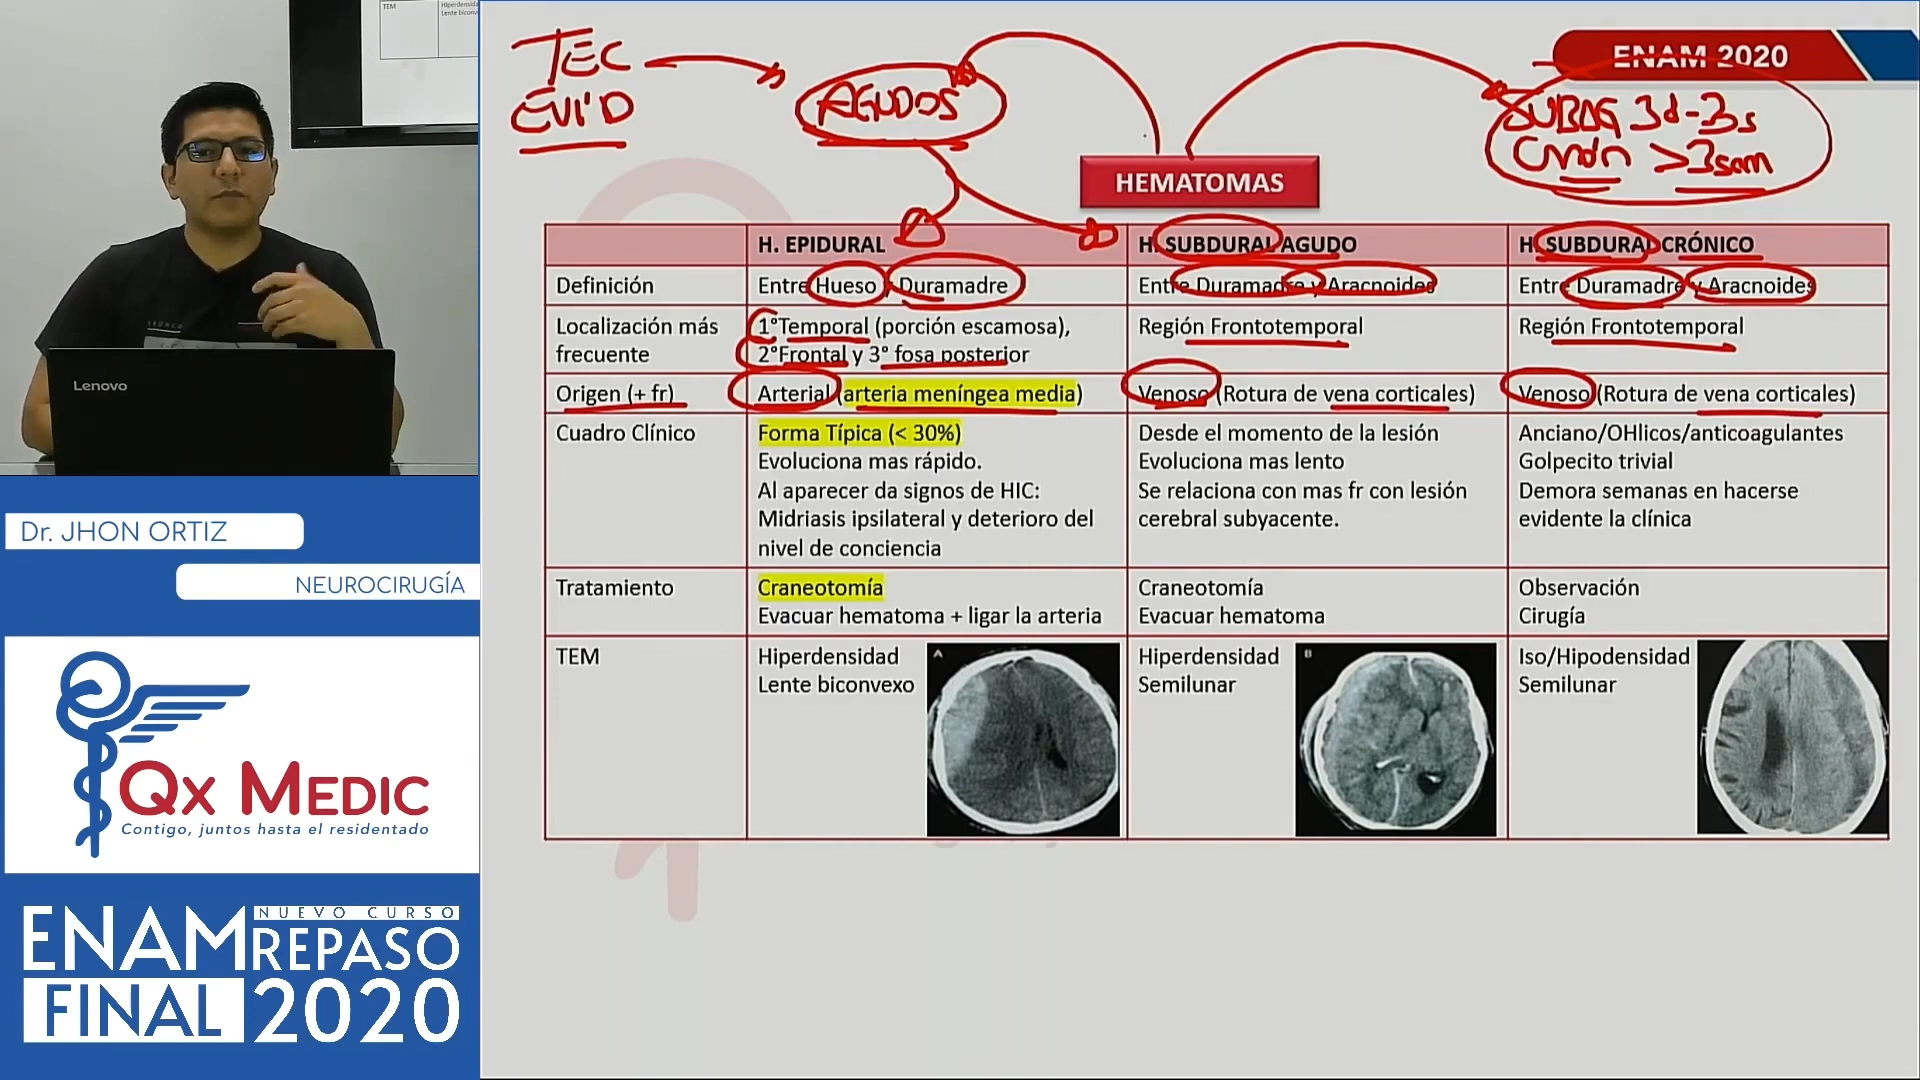 TEM
Lente biconv
Lenovo
Dr. JHON ORTIZ
NEUROCIRUGÍA
QX MEDIC
Contigo, juntos hasta el residentado
NUEVO CURSO
ENAM REPASO
FINAL 2020
ENAM 2020
TEC
EVID
AGUDOS
SUBAG 3d-3s
>3sem
HEMATOMAS
H. EPIDURAL H. SUBDURAL AGUDO H. SUBDURAL CRÓNICO
Definición Entre Hueso y Duramadre Entre Duramadre y Aracnoides Entre Duramadre y Aracnoides
Localización más 1°Temporal (porción escamosa), Región Frontotemporal Región Frontotemporal
frecuente 2°Frontal y 3° fosa posterior
Origen (+ fr) Arterial (arteria meníngea media) Venoso (Rotura de vena corticales) Venoso (Rotura de vena corticales)
Cuadro Clínico Forma Típica (< 30%) Desde el momento de la lesión Anciano/OHlicos/anticoagulantes
Evoluciona mas rápido. Evoluciona mas lento Golpecito trivial
Al aparecer da signos de HIC: Se relaciona con mas fr con lesión Demora semanas en hacerse
Midriasis ipsilateral y deterioro del cerebral subyacente. evidente la clínica
nivel de conciencia
Tratamiento Craneotomía Craneotomía Observación
Evacuar hematoma + ligar la arteria Evacuar hematoma Cirugía
TEM Hiperdensidad A Hiperdensidad B Iso/Hipodensidad
Lente biconvexo Semilunar Semilunar